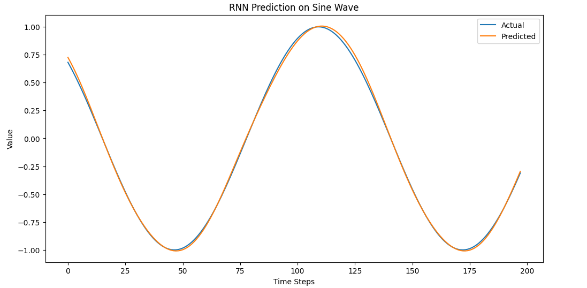 RNN Prediction on Sine Wave
Actual
Predicted
1.00
0.75
0.50
0.25
0.00
−0.25
−0.50
−0.75
−1.00
Value
0 25 50 75 100 125 150 175 200
Time Steps